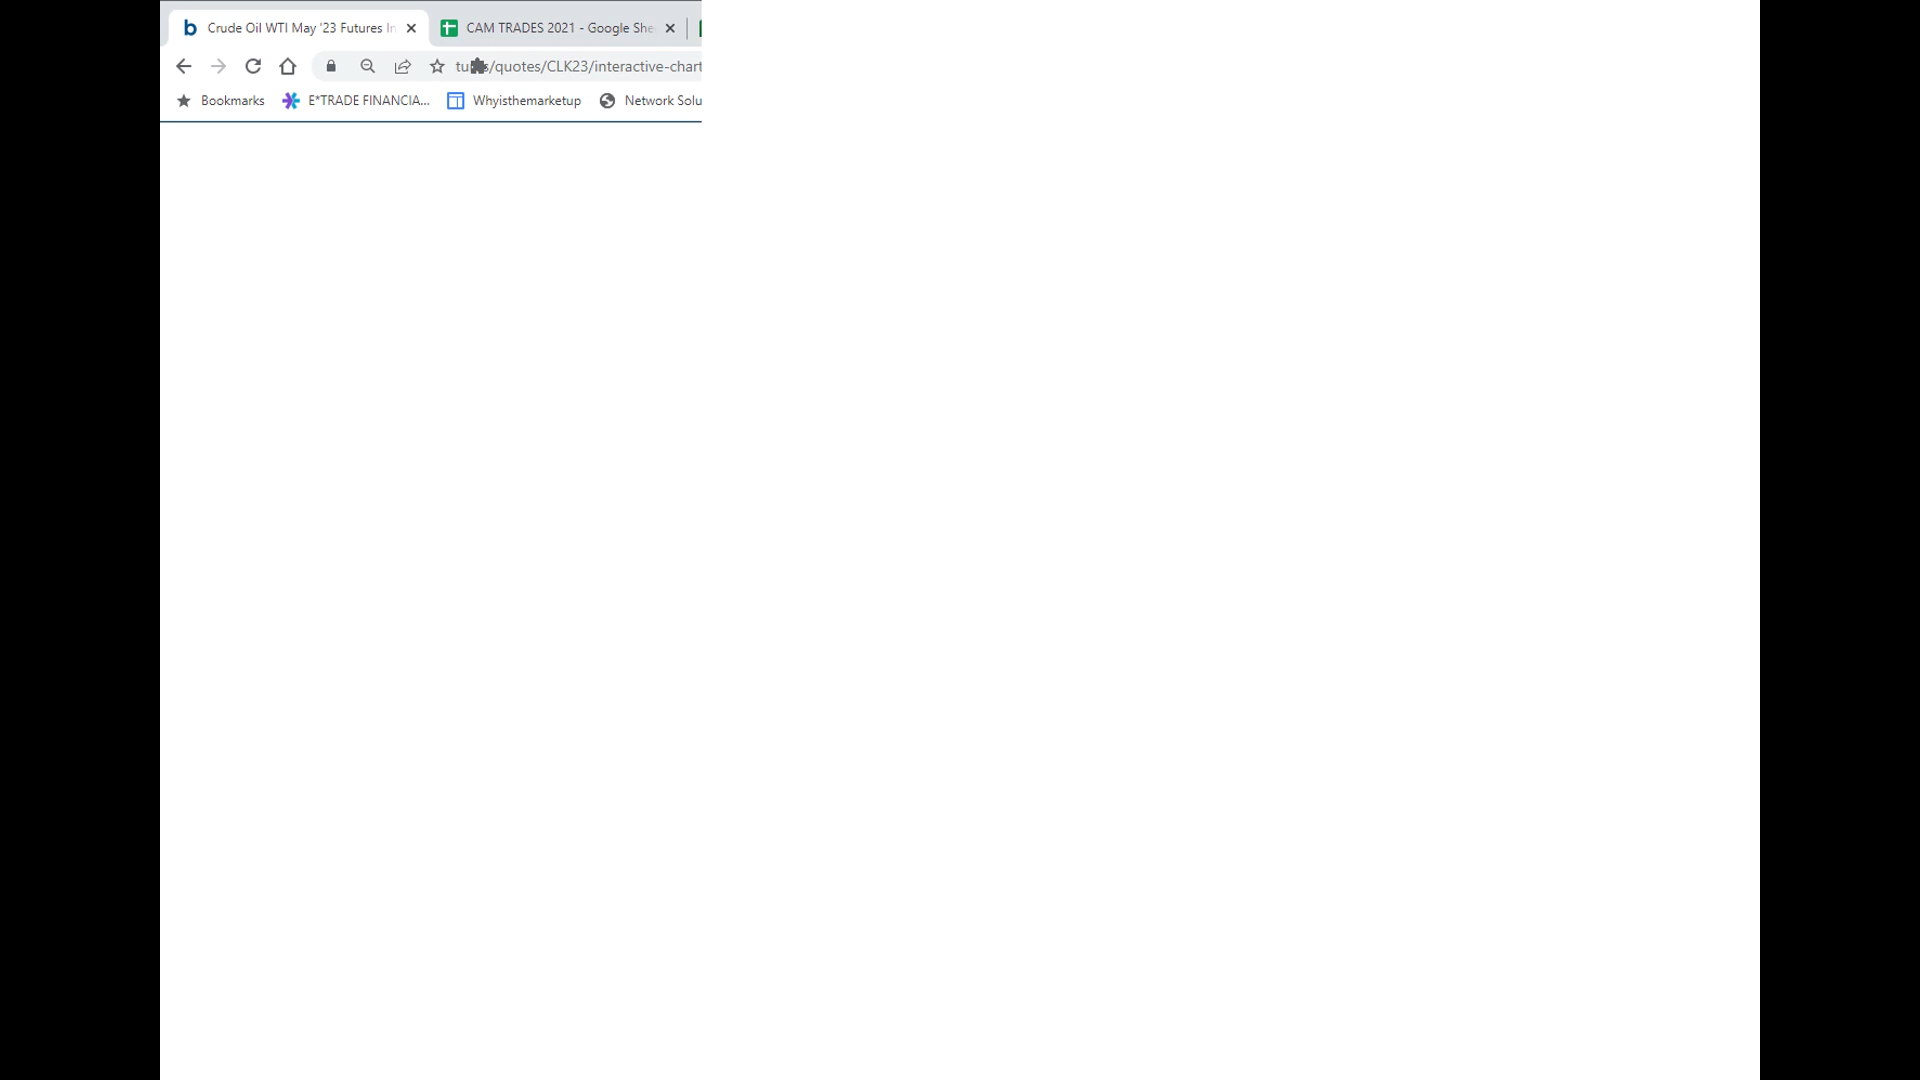 Crude Oil WTI May '23 Futures In
CAM TRADES 2021 - Google She
/quotes/CLK23/interactive-chart
Bookmarks
E*TRADE FINANCIA...
Whyisthemarketup
Network Solu